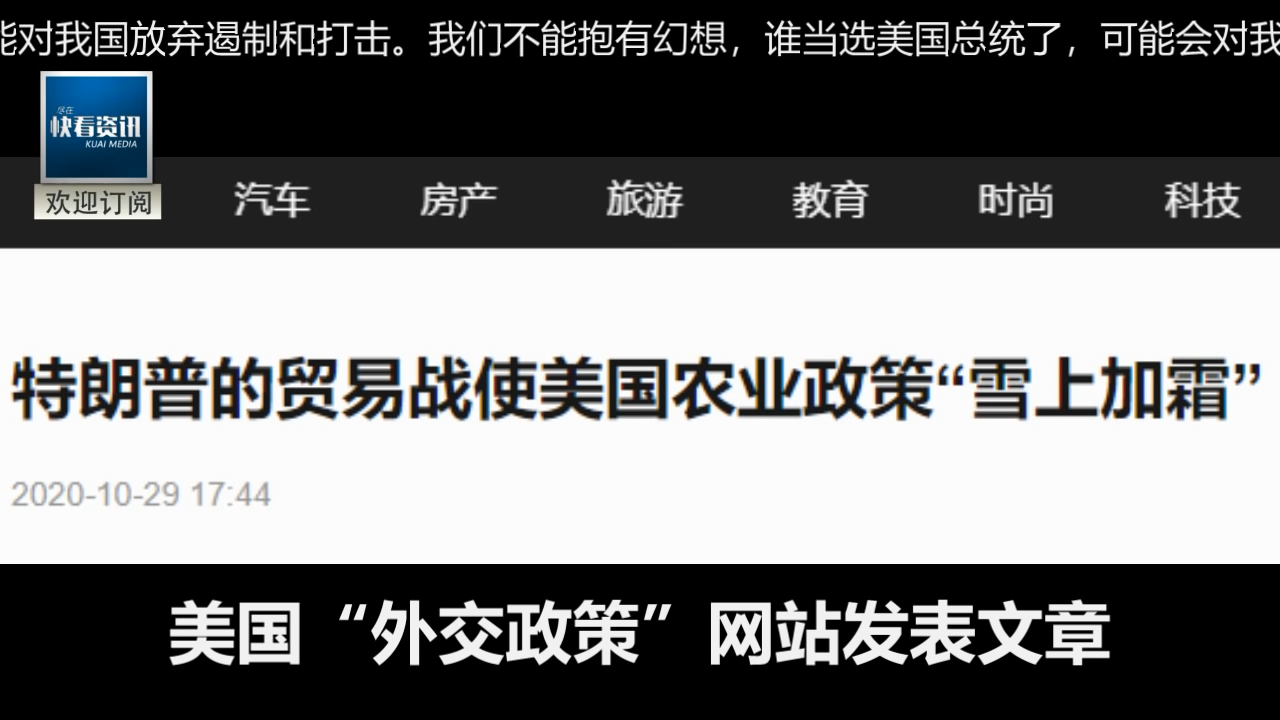 能对我国放弃遏制和打击。我们不能抱有幻想，谁当选美国总统了，可能会对我
尽在
快看资讯
KUAI MEDIA
欢迎订阅
汽车 房产 旅游 教育 时尚 科技
特朗普的贸易战使美国农业政策“雪上加霜”
2020-10-29 17:44
美国“外交政策”网站发表文章